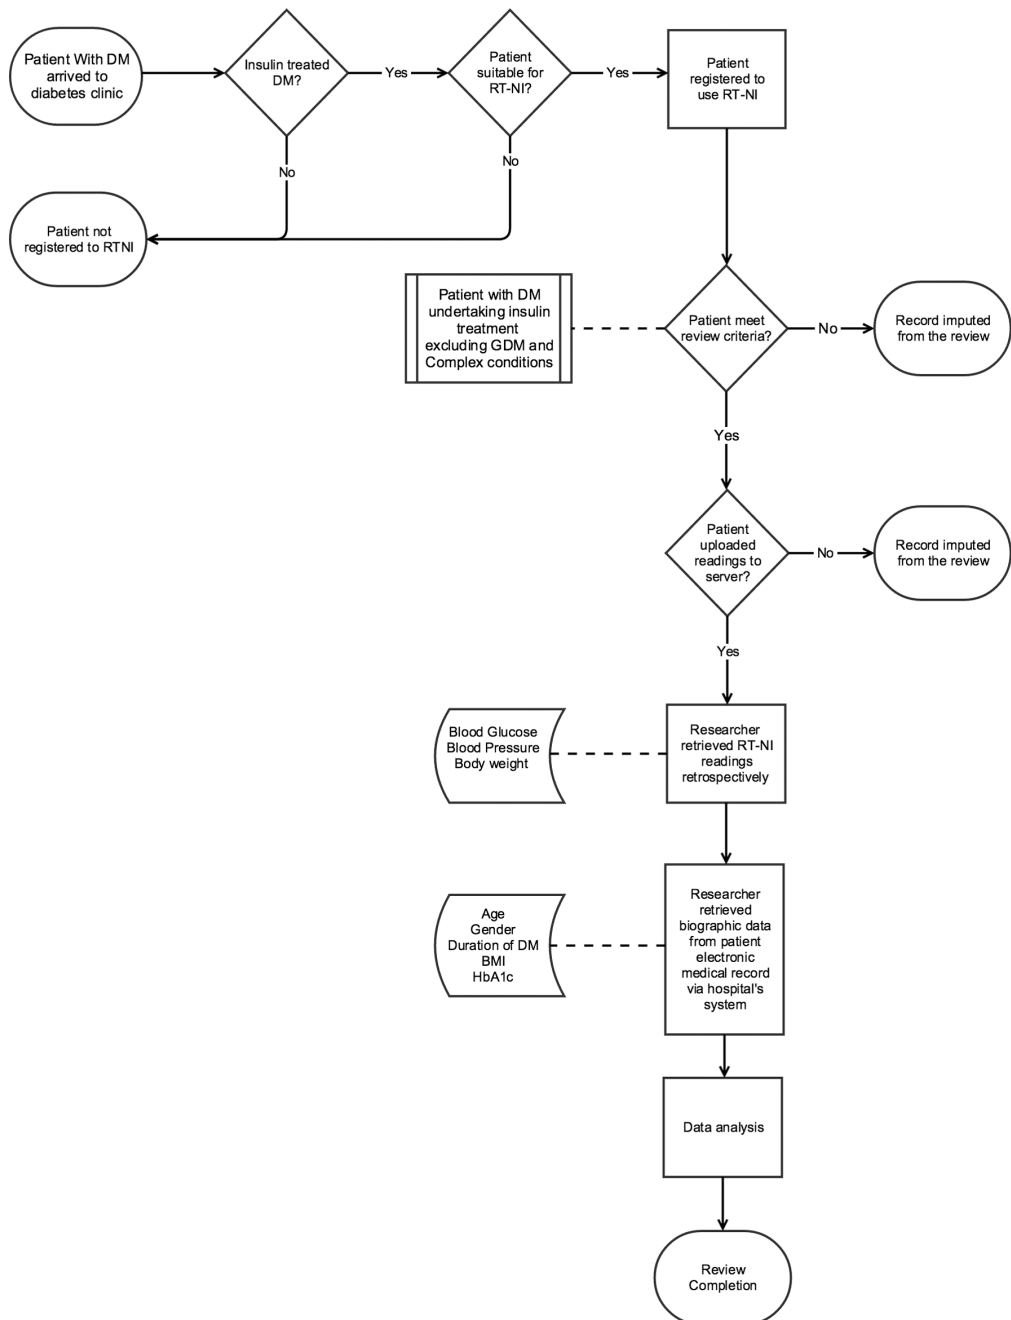 Patient With DM
arrived to
diabetes clinic
Insulin treated
DM?
Yes
Patient
suitable for
RT-NI?
Yes
Patient
registered to
use RT-NI
No
No
Patient not
registered to RTNI
Patient with DM
undertaking insulin
treatment
excluding GDM and
Complex conditions
Patient meet
review criteria?
No
Record imputed
from the review
Yes
Patient
uploaded
readings to
server?
No
Record imputed
from the review
Yes
Blood Glucose
Blood Pressure
Body weight
Researcher
retrieved RT-NI
readings
retrospectively
Age
Gender
Duration of DM
BMI
HbA1c
Researcher
retrieved
biographic data
from patient
electronic
medical record
via hospital's
system
Data analysis
Review
Completion